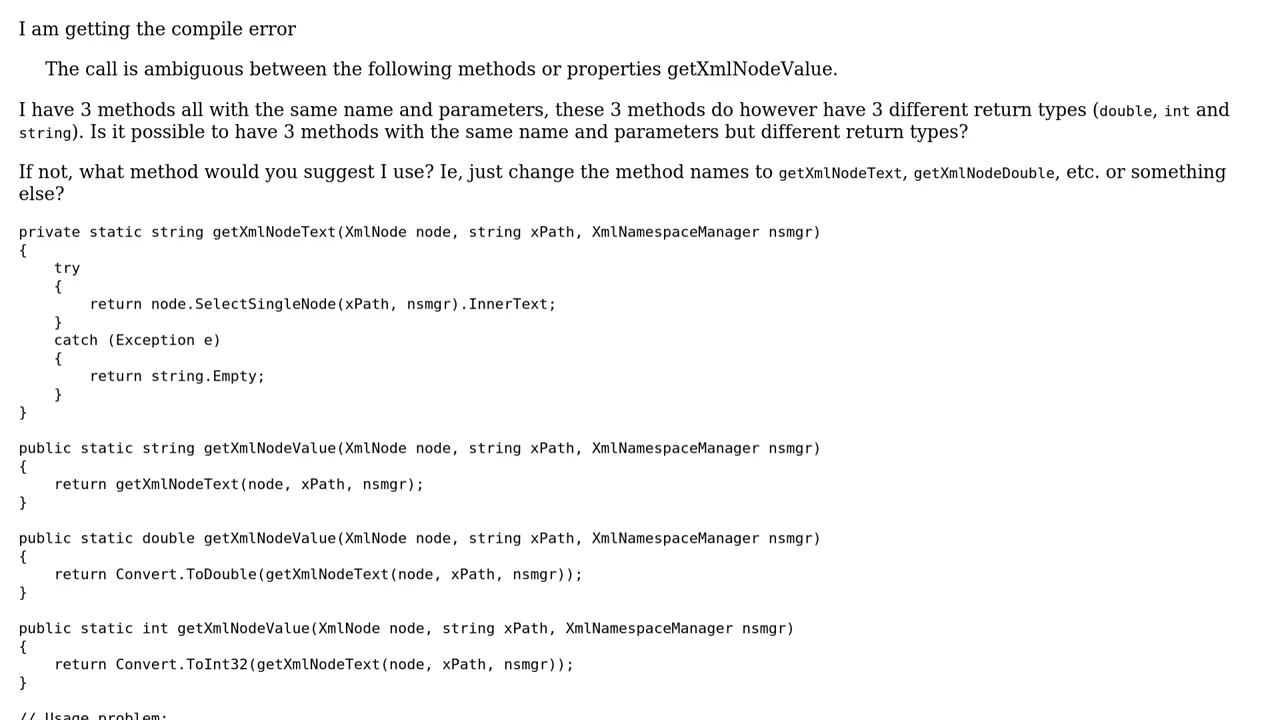 I am getting the compile error
The call is ambiguous between the following methods or properties getXmlNodeValue.
I have 3 methods all with the same name and parameters, these 3 methods do however have 3 different return types (double, int and
string). Is it possible to have 3 methods with the same name and parameters but different return types?
If not, what method would you suggest I use? Ie, just change the method names to getXmlNodeText, getXmlNodeDouble, etc. or something
else?
private static string getXmlNodeText(XmlNode node, string xPath, XmlNamespaceManager nsmgr)
{
    try
    {
        return node.SelectSingleNode(xPath, nsmgr).InnerText;
    }
    catch (Exception e)
    {
        return string.Empty;
    }
}
public static string getXmlNodeValue(XmlNode node, string xPath, XmlNamespaceManager nsmgr)
{
    return getXmlNodeText(node, xPath, nsmgr);
}
public static double getXmlNodeValue(XmlNode node, string xPath, XmlNamespaceManager nsmgr)
{
    return Convert.ToDouble(getXmlNodeText(node, xPath, nsmgr));
}
public static int getXmlNodeValue(XmlNode node, string xPath, XmlNamespaceManager nsmgr)
{
    return Convert.ToInt32(getXmlNodeText(node, xPath, nsmgr));
}
// Usage problem: